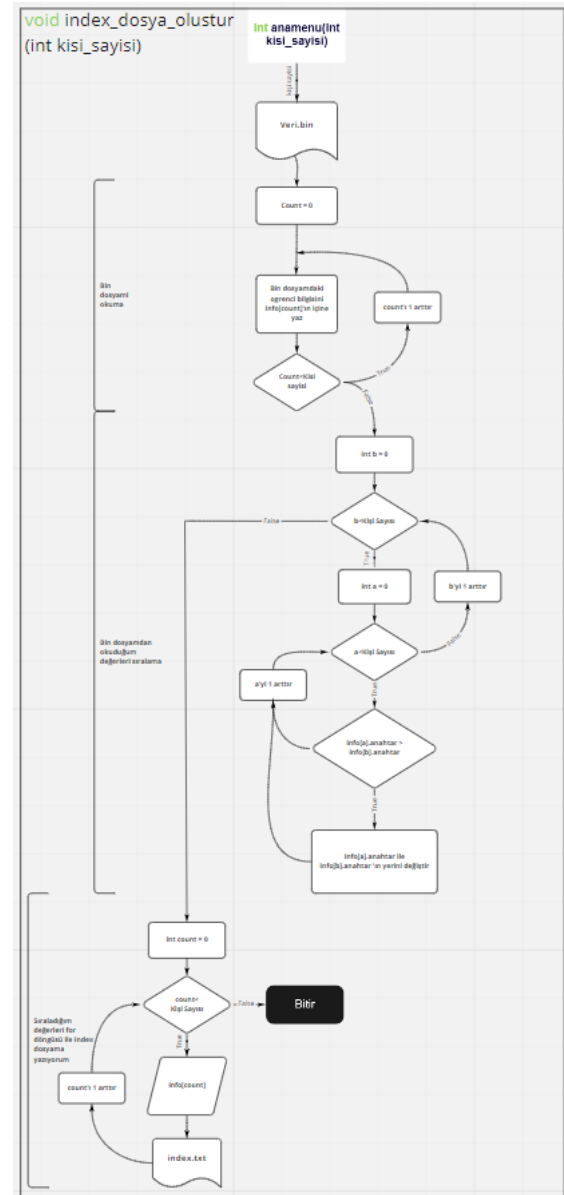 void index_dosya_olustur
(int kisi_sayisi)
int anamenu(int
kisi_sayisi)
kişi sayisi
Veri.bin
Count = 0
Bin
dosyami
okuma
Bin dosyamdaki
ogrenci bilgisini
info[count]'ın içine
yaz
count'ı 1 arttır
Count<Kisi
sayisi
True
False
int b = 0
b<Kişi Sayısı
False
True
int a = 0
b'yi 1 arttır
Bin dosyamdan
okuduğum
değerleri sıralama
a<Kişi Sayısı
False
a'yi 1 arttır
True
info[a].anahtar >
info[b].anahtar
True
info[a].anahtar ile
info[b].anahtar 'ın yerini değiştir
int count = 0
count<
Kişi Sayısı
False
Bitir
Sıraladığım
değerleri for
döngüsü ile index
dosyama
yazıyorum
True
count'ı 1 arttır
info[count]
index.txt